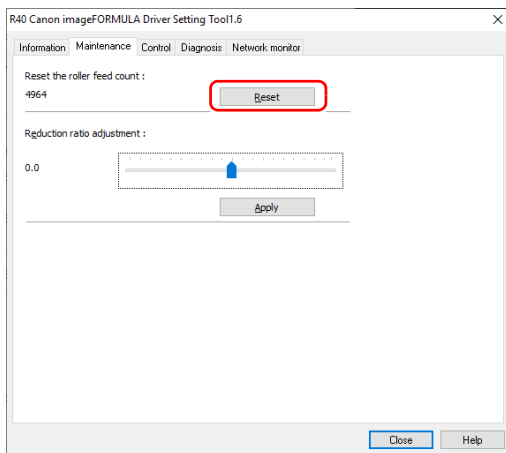 R40 Canon imageFORMULA Driver Setting Tool1.6
Information Maintenance Control Diagnosis Network monitor
Reset the roller feed count :
4964 Reset
Reduction ratio adjustment :
0.0
Apply
Close Help